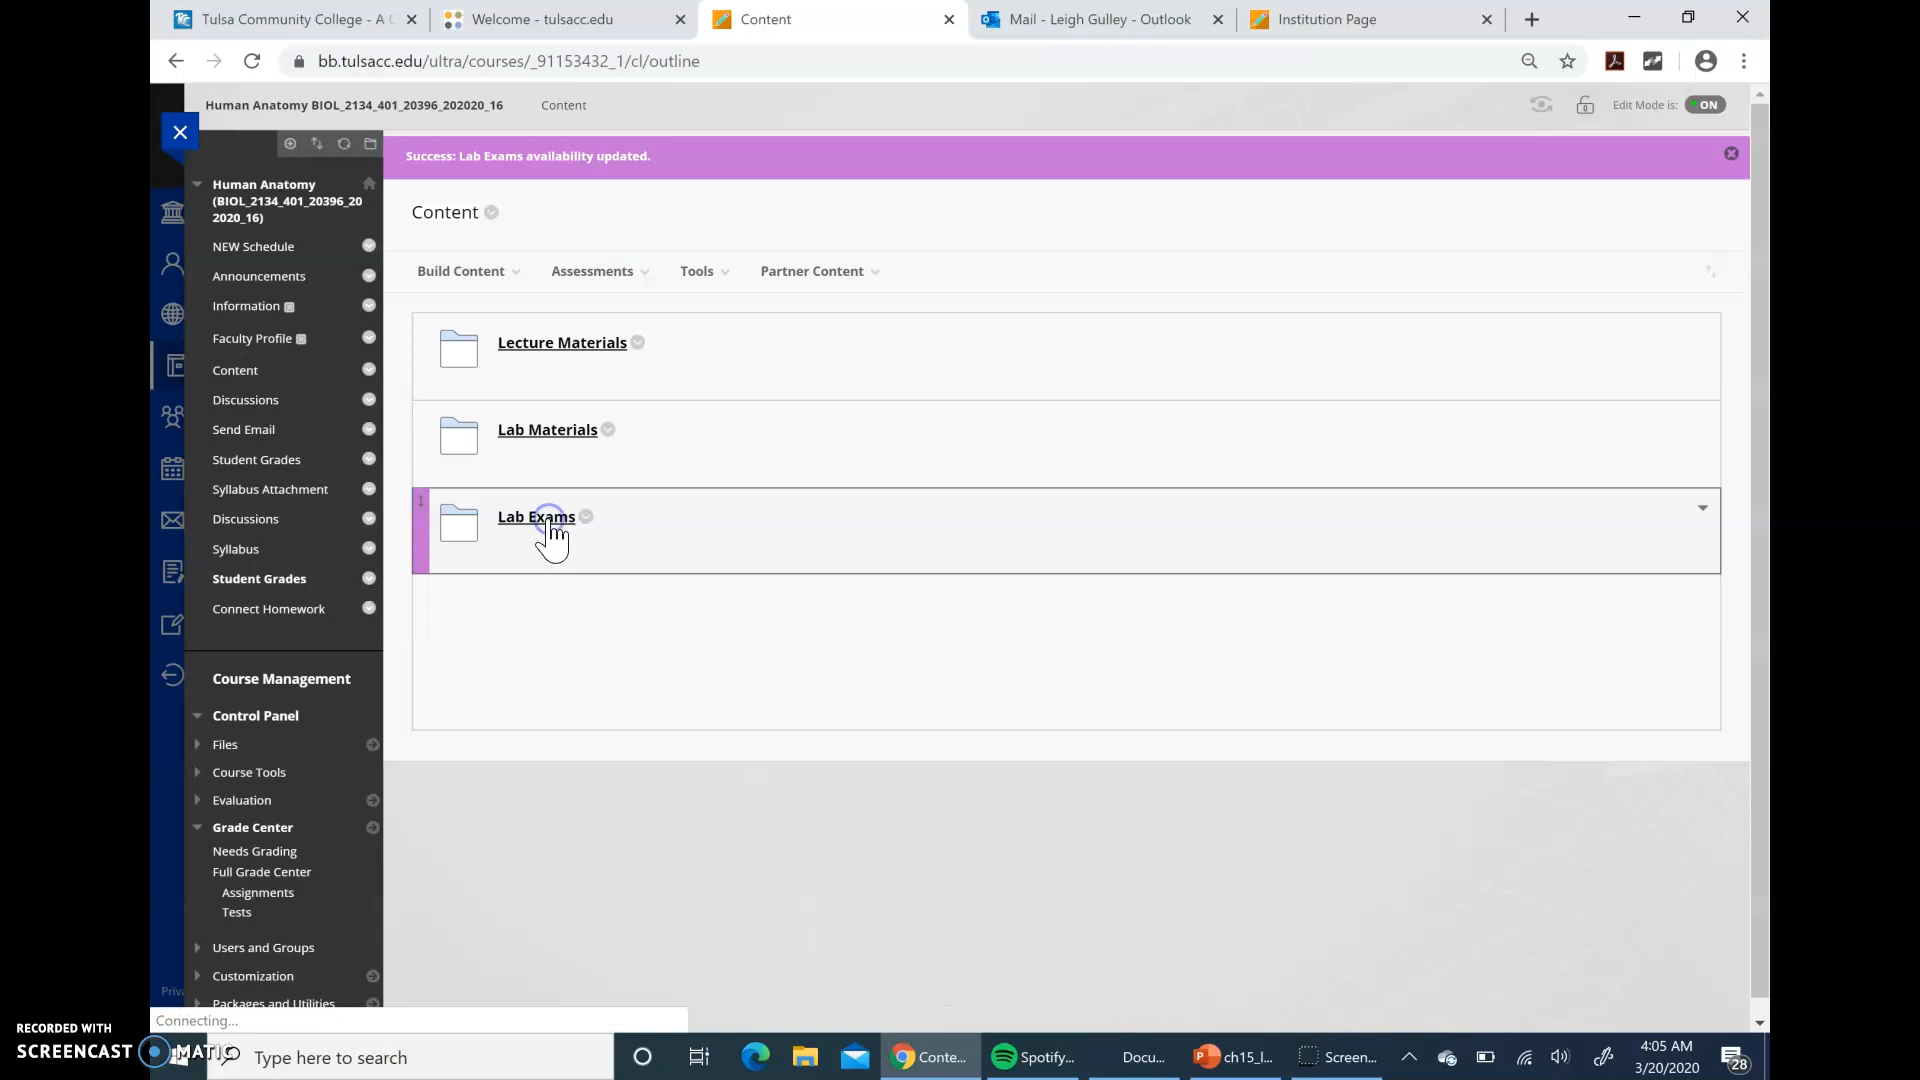 Tulsa Community College - A C
Welcome - tulsacc.edu
Content
Mail - Leigh Gulley - Outlook
Institution Page
bb.tulsacc.edu/ultra/courses/_91153432_1/cl/outline
Human Anatomy BIOL_2134_401_20396_202020_16
Content
Edit Mode is:
ON
Success: Lab Exams availability updated.
Human Anatomy
(BIOL_2134_401_20396_20
2020_16)
NEW Schedule
Announcements
Information
Faculty Profile
Content
Discussions
Send Email
Student Grades
Syllabus Attachment
Discussions
Syllabus
Student Grades
Connect Homework
Course Management
Control Panel
Files
Course Tools
Evaluation
Grade Center
Needs Grading
Full Grade Center
Assignments
Tests
Users and Groups
Customization
Packages and Utilities
Content
Build Content
Assessments
Tools
Partner Content
Lecture Materials
Lab Materials
Lab Exams
Priva
Connecting...
RECORDED WITH
SCREENCAST MATIC
Type here to search
Conte...
Spotify...
Docu...
ch15_l...
Screen...
4:05 AM
3/20/2020
28